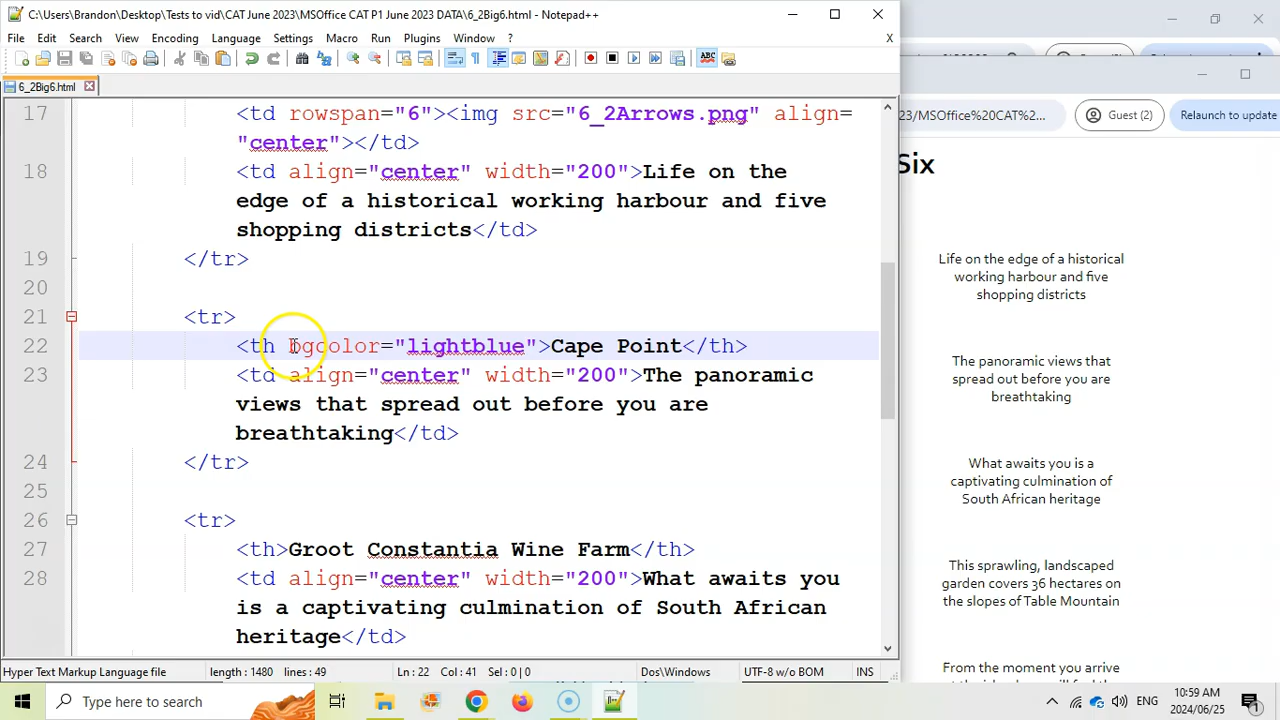 C:\Users\Brandon\Desktop\Tests to vid\CAT June 2023\MSOffice CAT P1 June 2023 DATA\6_2Big6.html - Notepad++
File Edit Search View Encoding Language Settings Macro Run Plugins Window ? X
6_2Big6.html
17 <td rowspan="6"><img src="6_2Arrows.png" align=
"center"></td>
18 <td align="center" width="200">Life on the
edge of a historical working harbour and five
shopping districts</td>
19 </tr>
20
21 <tr>
22 <th bgcolor="lightblue">Cape Point</th>
23 <td align="center" width="200">The panoramic
views that spread out before you are
breathtaking</td>
24 </tr>
25
26 <tr>
27 <th>Groot Constantia Wine Farm</th>
28 <td align="center" width="200">What awaits you
is a captivating culmination of South African
heritage</td>
Hyper Text Markup Language file length : 1480 lines : 49 Ln : 22 Col : 41 Sel : 0 | 0 Dos\Windows UTF-8 w/o BOM INS
23/MSOffice%20CAT%2... Guest (2) Relaunch to update
Six
Life on the edge of a historical
working harbour and five
shopping districts
The panoramic views that
spread out before you are
breathtaking
What awaits you is a
captivating culmination of
South African heritage
This sprawling, landscaped
garden covers 36 hectares on
the slopes of Table Mountain
From the moment you arrive
Type here to search
10:59 AM
2024/06/25